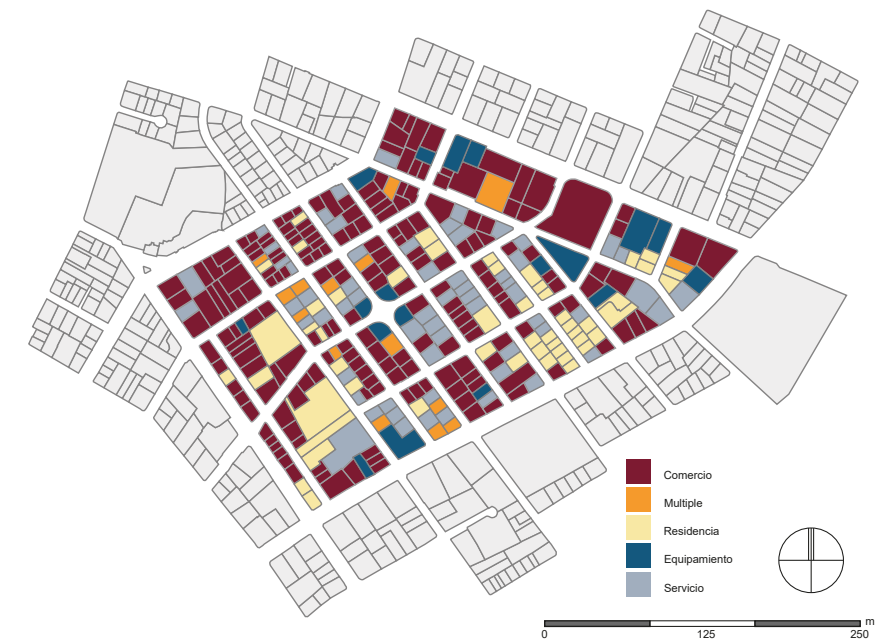 Comercio
Multiple
Residencia
Equipamiento
Servicio
m
0 125 250